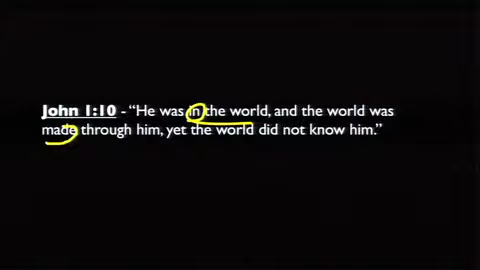 John 1:10 - “He was in the world, and the world was
made through him, yet the world did not know him.”